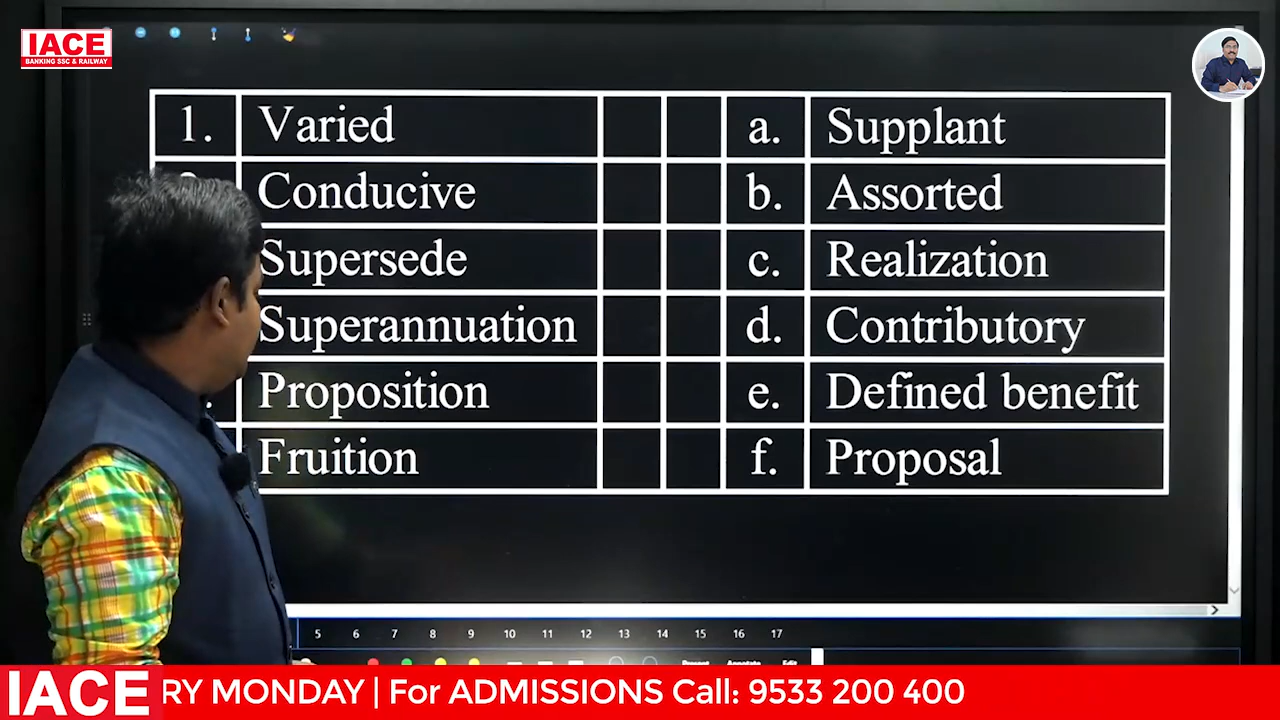 IACE
BANKING SSC & RAILWAY
1. Varied a. Supplant
Conducive b. Assorted
Supersede c. Realization
Superannuation d. Contributory
Proposition e. Defined benefit
Fruition f. Proposal
5 6 7 8 9 10 11 12 13 14 15 16 17
IACE RY MONDAY | For ADMISSIONS Call: 9533 200 400